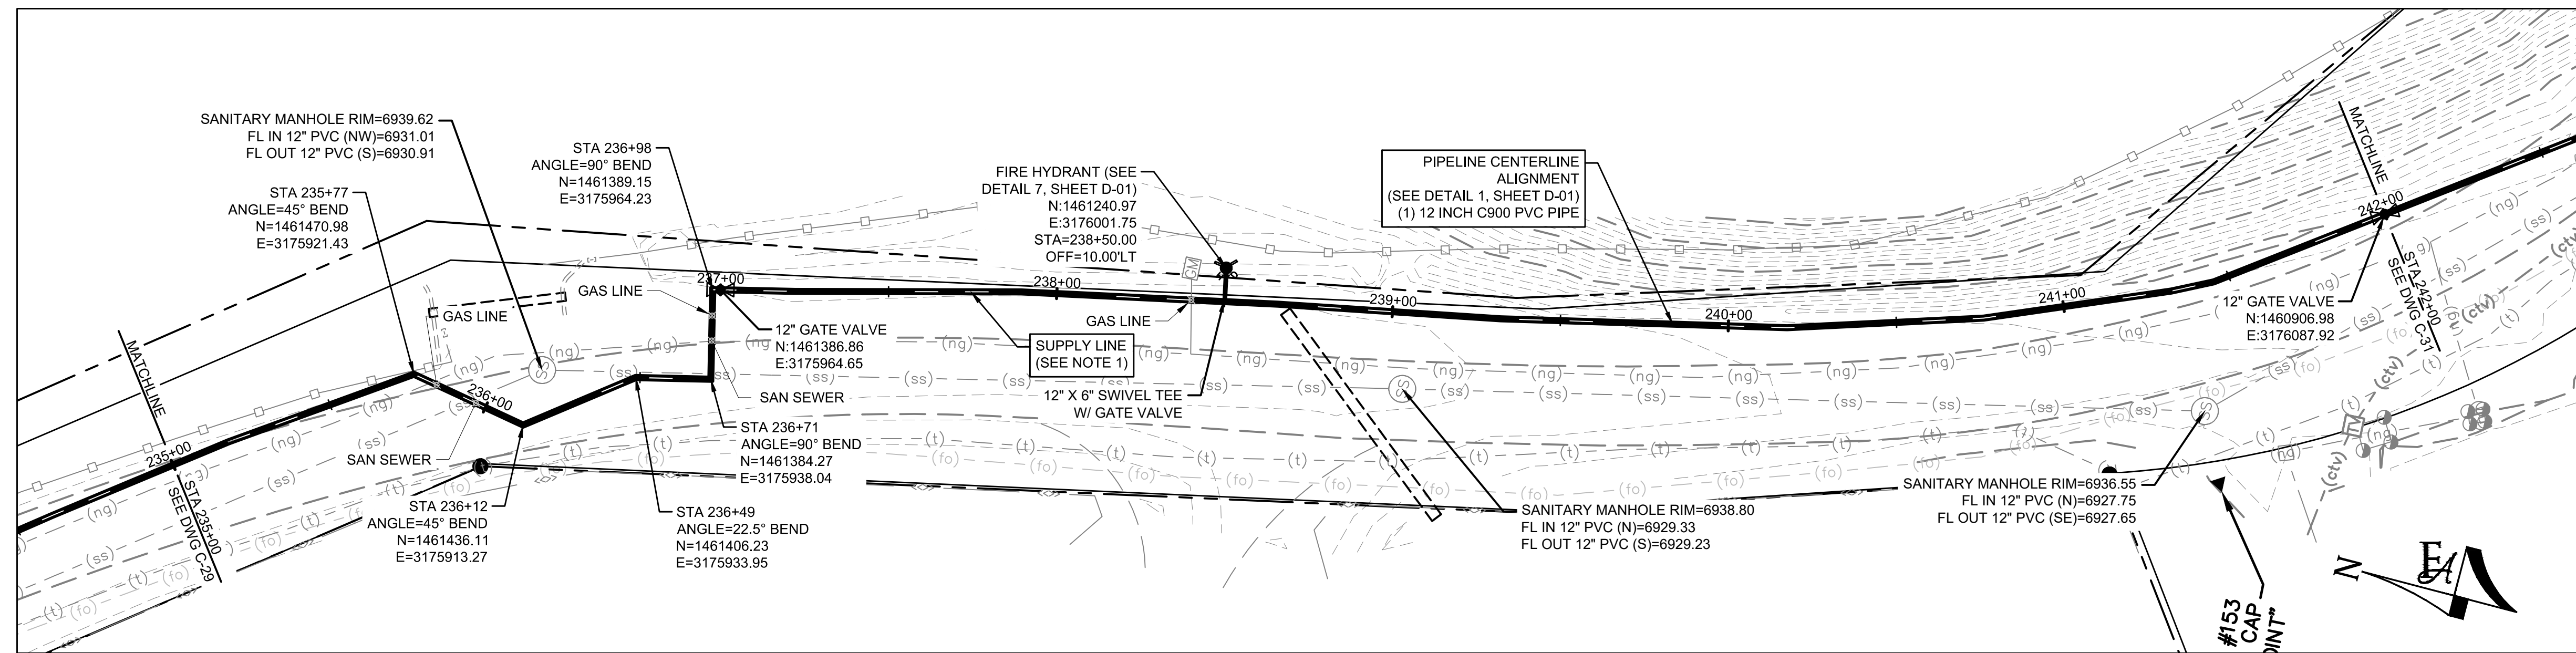 SANITARY MANHOLE RIM=6939.62
FL IN 12" PVC (NW)=6931.01
FL OUT 12" PVC (S)=6930.91
STA 235+77
ANGLE=45° BEND
N=1461470.98
E=3175921.43
STA 236+98
ANGLE=90° BEND
N=1461389.15
E=3175964.23
FIRE HYDRANT (SEE
DETAIL 7, SHEET D-01)
N:1461240.97
E:3176001.75
STA=238+50.00
OFF=10.00'LT
PIPELINE CENTERLINE
ALIGNMENT
(SEE DETAIL 1, SHEET D-01)
(1) 12 INCH C900 PVC PIPE
MATCHLINE
242+00
STA 242+00
SEE DWG C-31
12" GATE VALVE
N:1460906.98
E:3176087.92
237+00
238+00
239+00
240+00
241+00
GM
GAS LINE
GAS LINE
GAS LINE
12" GATE VALVE
N:1461386.86
E:3175964.65
SUPPLY LINE
(SEE NOTE 1)
12" X 6" SWIVEL TEE
W/ GATE VALVE
SAN SEWER
SAN SEWER
MATCHLINE
235+00
STA 235+00
SEE DWG C-29
236+00
STA 236+71
ANGLE=90° BEND
N=1461384.27
E=3175938.04
STA 236+12
ANGLE=45° BEND
N=1461436.11
E=3175913.27
STA 236+49
ANGLE=22.5° BEND
N=1461406.23
E=3175933.95
SANITARY MANHOLE RIM=6938.80
FL IN 12" PVC (N)=6929.33
FL OUT 12" PVC (S)=6929.23
SANITARY MANHOLE RIM=6936.55
FL IN 12" PVC (N)=6927.75
FL OUT 12" PVC (SE)=6927.65
(ng)
(ss)
(t)
(fo)
(ctv)
SS
SS
SS
#153
CAP
N